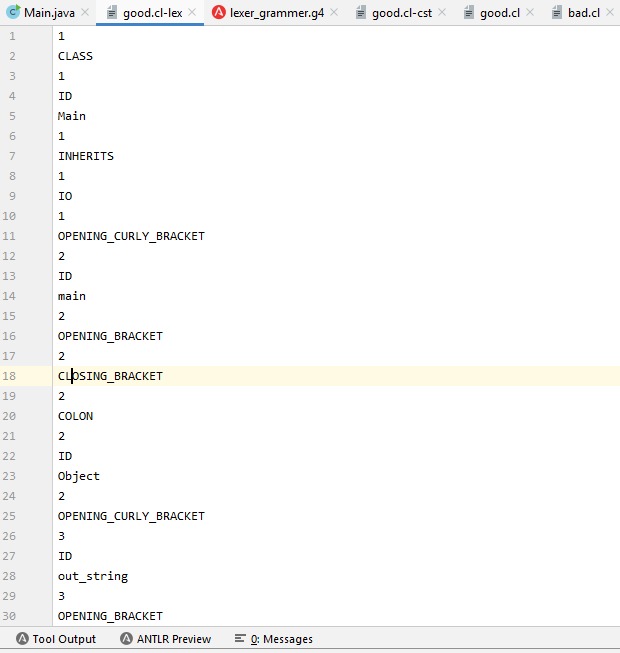 Main.java good.cl-lex lexer_grammer.g4 good.cl-cst good.cl bad.cl
1 1
2 CLASS
3 1
4 ID
5 Main
6 1
7 INHERITS
8 1
9 IO
10 1
11 OPENING_CURLY_BRACKET
12 2
13 ID
14 main
15 2
16 OPENING_BRACKET
17 2
18 CLOSING_BRACKET
19 2
20 COLON
21 2
22 ID
23 Object
24 2
25 OPENING_CURLY_BRACKET
26 3
27 ID
28 out_string
29 3
30 OPENING_BRACKET
Tool Output ANTLR Preview 0: Messages